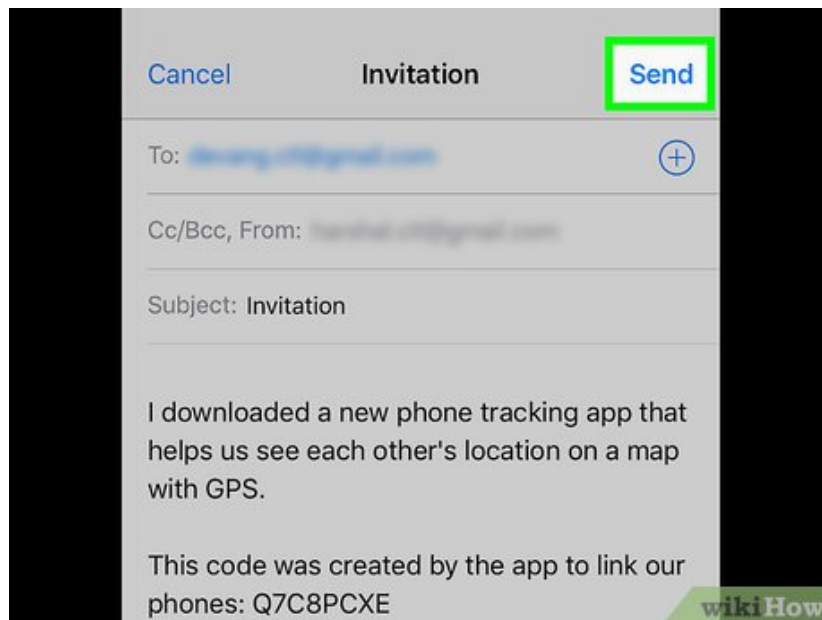 Cancel Invitation Send
To:
Cc/Bcc, From:
Subject: Invitation
I downloaded a new phone tracking app that
helps us see each other's location on a map
with GPS.
This code was created by the app to link our
phones: Q7C8PCXE
wikiHow